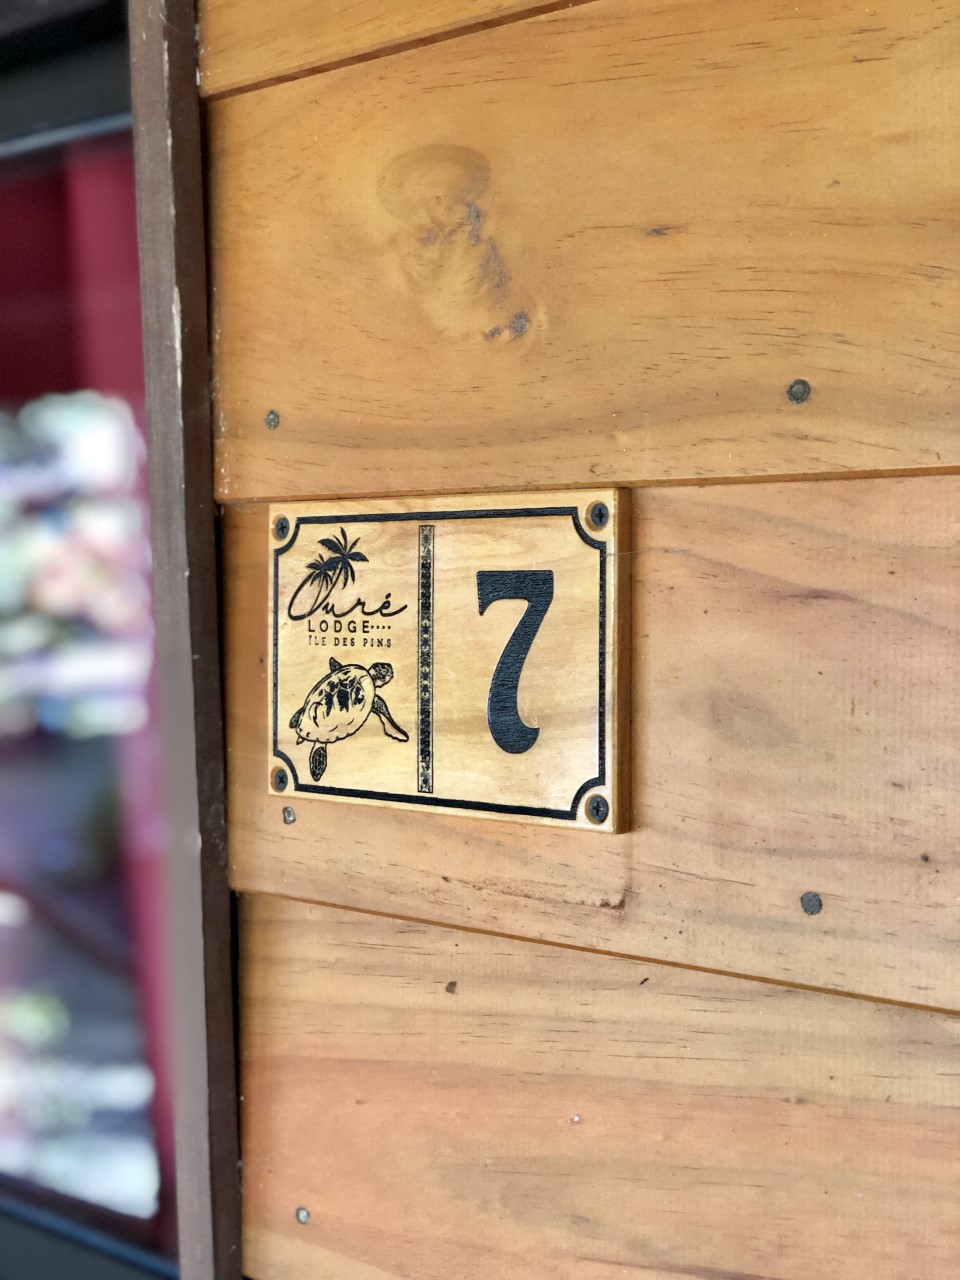 Ouré
LODGE····
ÎLE DES PINS
7